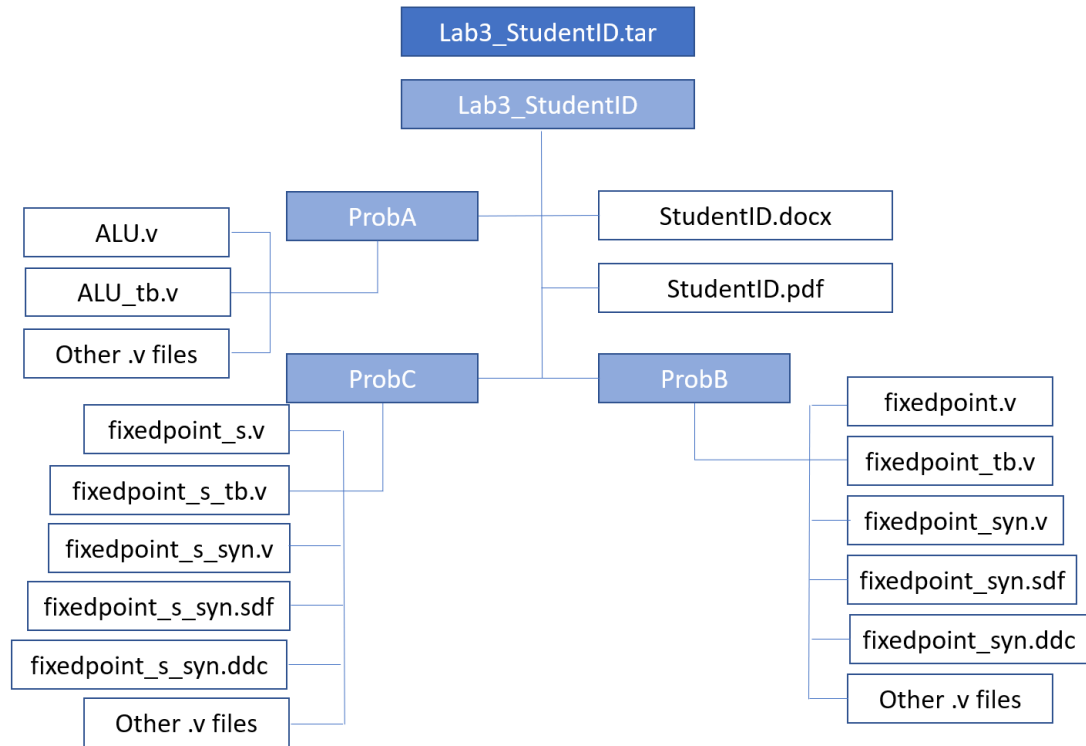 Lab3_StudentID.tar
Lab3_StudentID
ProbA
StudentID.docx
ALU.v
ALU_tb.v
StudentID.pdf
Other .v files
ProbC
ProbB
fixedpoint_s.v
fixedpoint_s_tb.v
fixedpoint_s_syn.v
fixedpoint_s_syn.sdf
fixedpoint_s_syn.ddc
Other .v files
fixedpoint.v
fixedpoint_tb.v
fixedpoint_syn.v
fixedpoint_syn.sdf
fixedpoint_syn.ddc
Other .v files